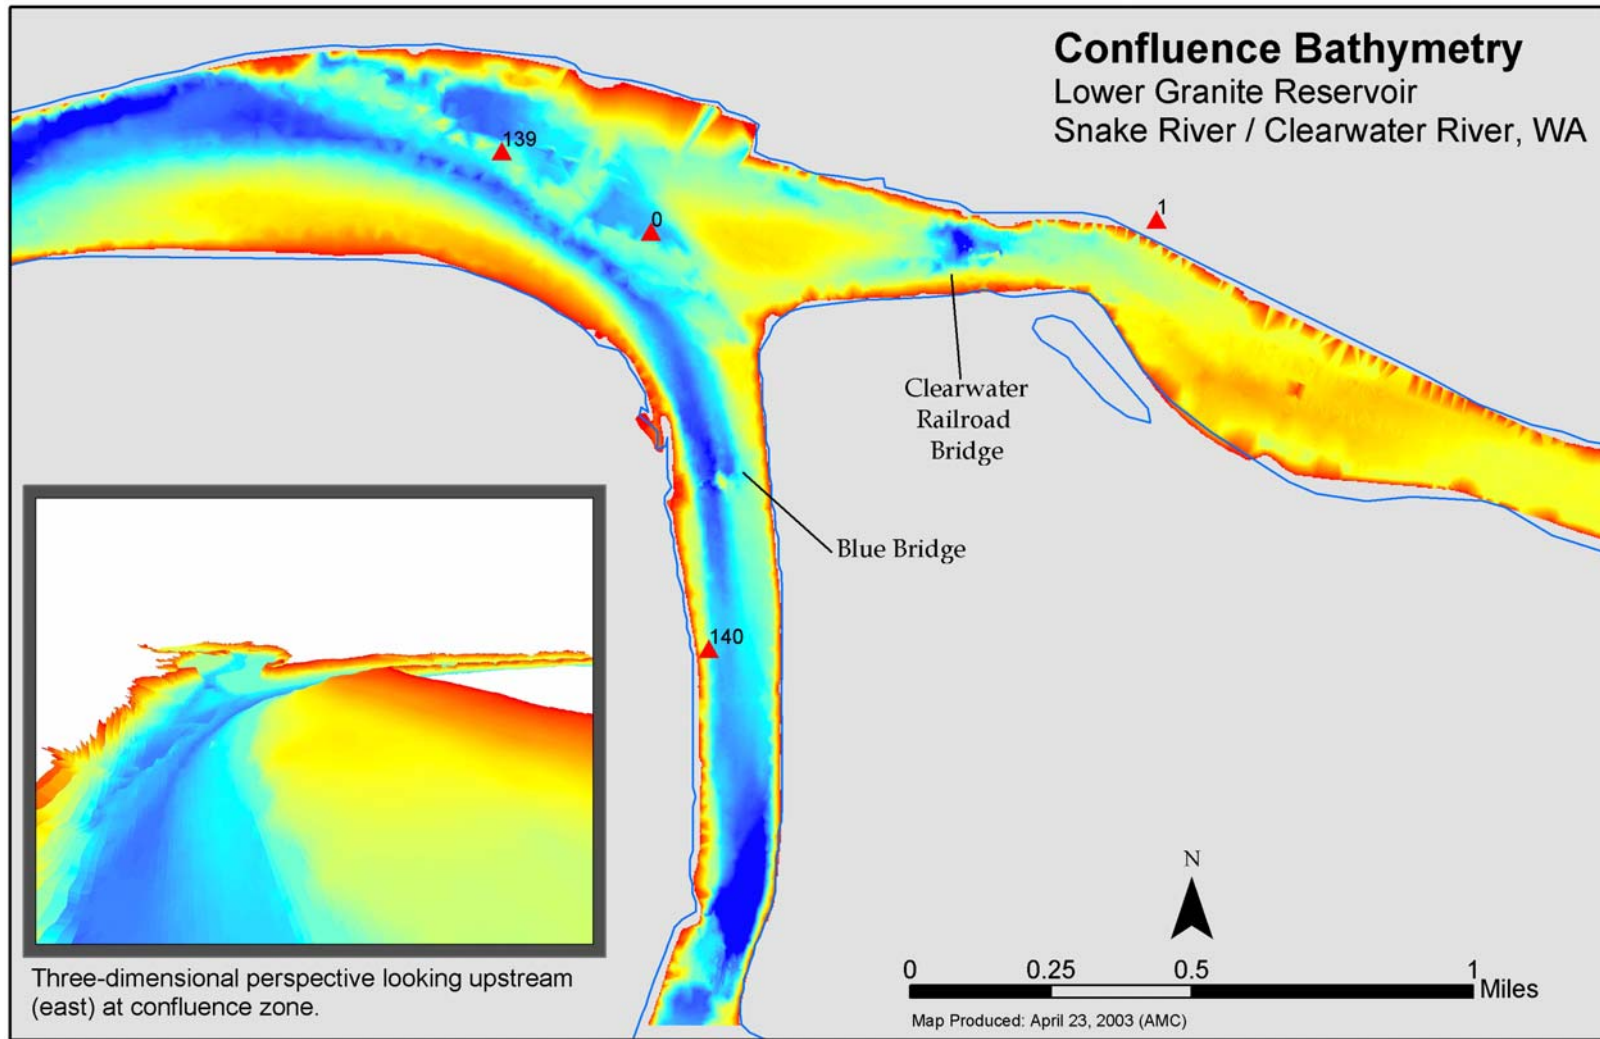 Confluence Bathymetry
Lower Granite Reservoir
Snake River / Clearwater River, WA
139
0
1
Clearwater
Railroad
Bridge
Blue Bridge
140
N
0 0.25 0.5 1
Miles
Map Produced: April 23, 2003 (AMC)
Three-dimensional perspective looking upstream
(east) at confluence zone.